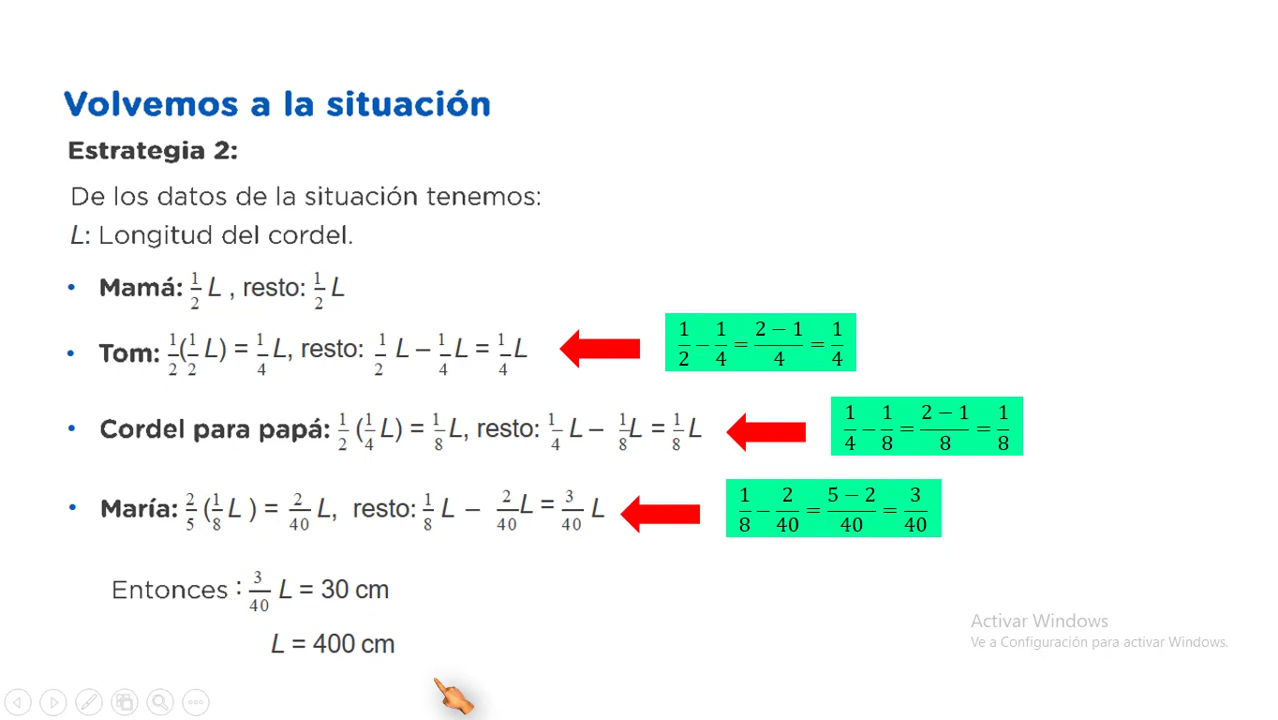 Volvemos a la situación
Estrategia 2:
De los datos de la situación tenemos:
L: Longitud del cordel.
• Mamá: 1/2 L , resto: 1/2 L
• Tom: 1/2(1/2 L) = 1/4 L, resto: 1/2 L – 1/4 L = 1/4 L
1/2 − 1/4 = (2 − 1)/4 = 1/4
• Cordel para papá: 1/2 (1/4 L) = 1/8 L, resto: 1/4 L – 1/8 L = 1/8 L
1/4 − 1/8 = (2 − 1)/8 = 1/8
• María: 2/5 (1/8 L ) = 2/40 L, resto: 1/8 L – 2/40 L = 3/40 L
1/8 − 2/40 = (5 − 2)/40 = 3/40
Entonces : 3/40 L = 30 cm
L = 400 cm
Activar Windows
Ve a Configuración para activar Windows.